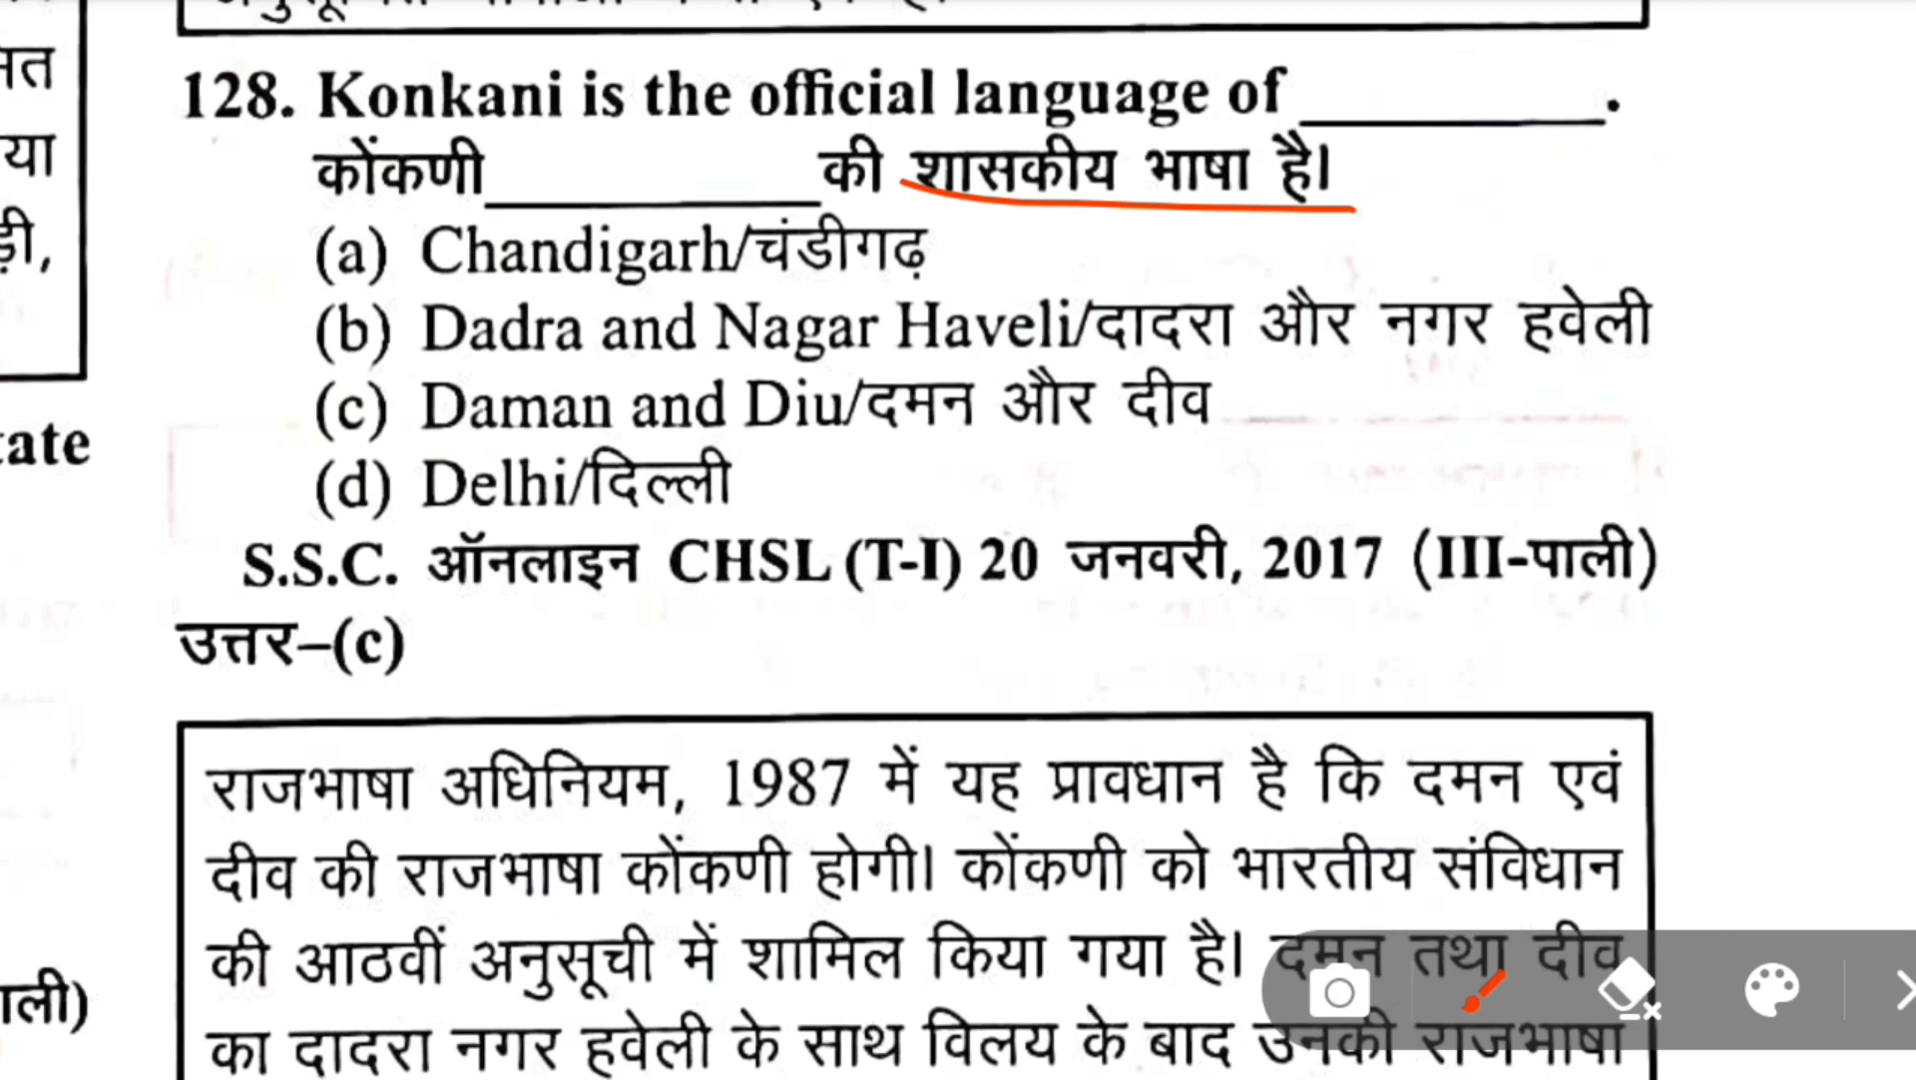 128. Konkani is the official language of ________.
कोंकणी________की शासकीय भाषा है।
(a) Chandigarh/चंडीगढ़
(b) Dadra and Nagar Haveli/दादरा और नगर हवेली
(c) Daman and Diu/दमन और दीव
(d) Delhi/दिल्ली
S.S.C. ऑनलाइन CHSL (T-I) 20 जनवरी, 2017 (III-पाली)
उत्तर–(c)
राजभाषा अधिनियम, 1987 में यह प्रावधान है कि दमन एवं
दीव की राजभाषा कोंकणी होगी। कोंकणी को भारतीय संविधान
की आठवीं अनुसूची में शामिल किया गया है। दमन तथा दीव
का दादरा नगर हवेली के साथ विलय के बाद उनकी राजभाषा
या
ड़ी,
tate